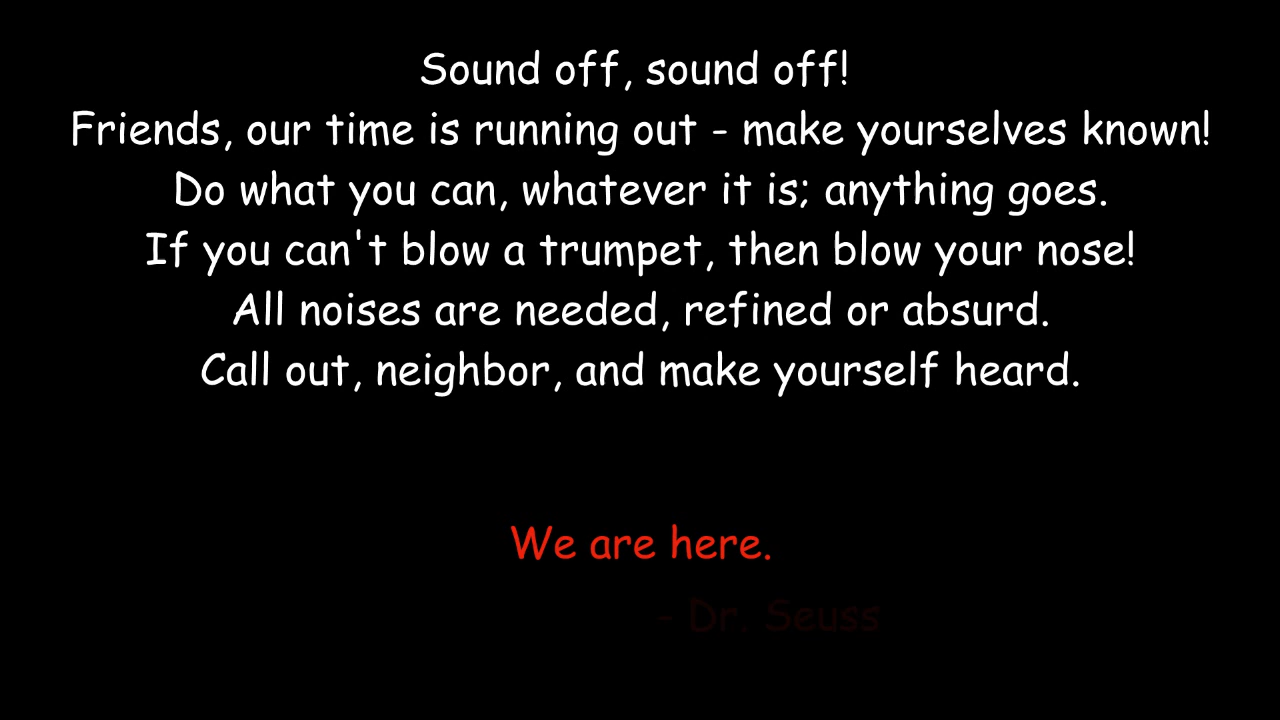 Sound off, sound off!
Friends, our time is running out - make yourselves known!
Do what you can, whatever it is; anything goes.
If you can't blow a trumpet, then blow your nose!
All noises are needed, refined or absurd.
Call out, neighbor, and make yourself heard.
We are here.
- Dr. Seuss